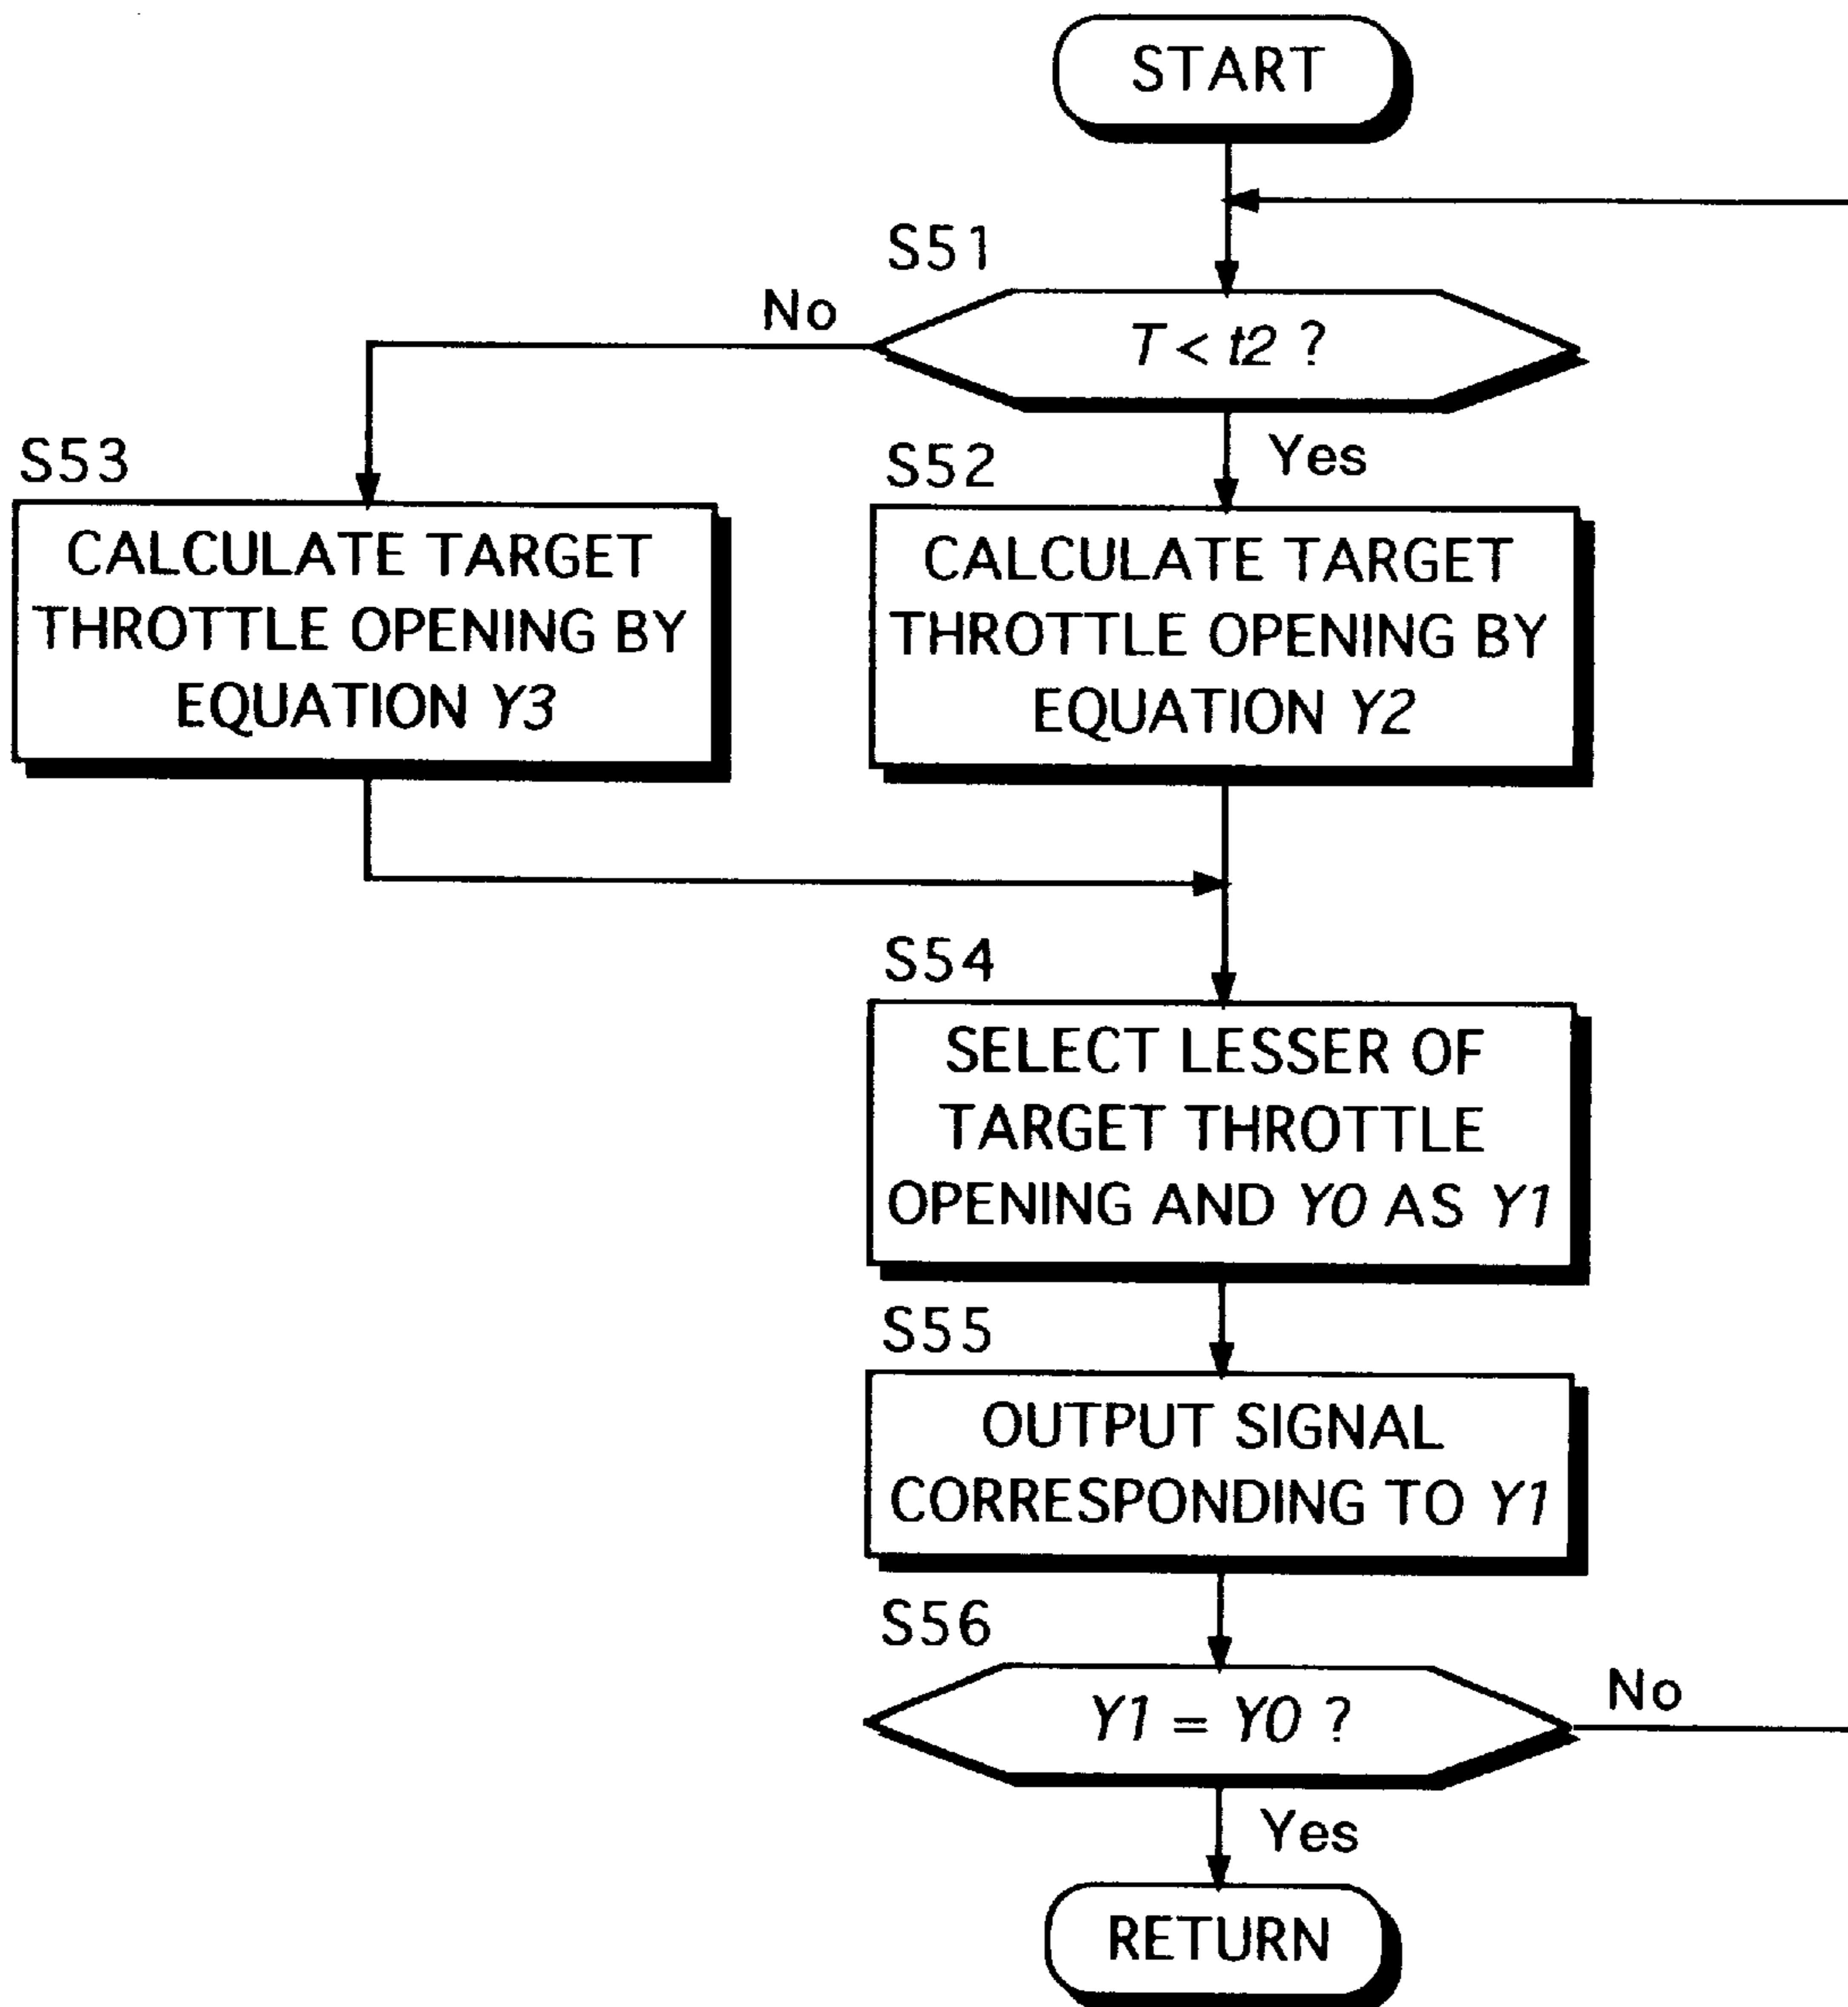 START
S51
No
T < t2 ?
Yes
S53
CALCULATE TARGET
THROTTLE OPENING BY
EQUATION Y3
S52
CALCULATE TARGET
THROTTLE OPENING BY
EQUATION Y2
S54
SELECT LESSER OF
TARGET THROTTLE
OPENING AND Y0 AS Y1
S55
OUTPUT SIGNAL
CORRESPONDING TO Y1
S56
Y1 = Y0 ?
No
Yes
RETURN